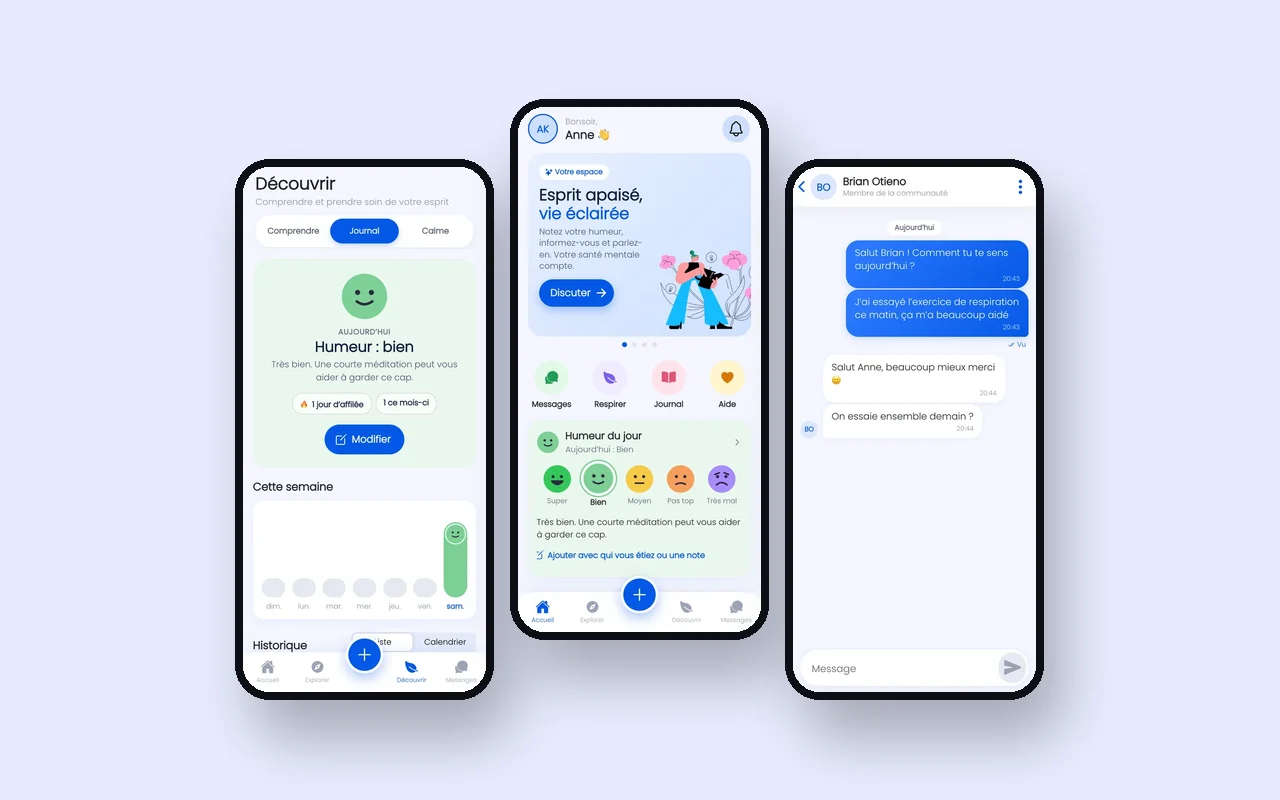 Découvrir
Comprendre et prendre soin de votre esprit
Comprendre
Journal
Calme
AUJOURD'HUI
Humeur : bien
Très bien. Une courte méditation peut vous
aider à garder ce cap.
🔥 1 jour d'affilée
1 ce mois-ci
Modifier
Cette semaine
dim.
lun.
mar.
mer.
jeu.
ven.
sam.
Historique
Calendrier
Accueil
Explorer
Découvrir
Messages
AK
Bonsoir,
Anne 👋
Votre espace
Esprit apaisé,
vie éclairée
Notez votre humeur,
informez-vous et parlez-
en. Votre santé mentale
compte.
Discuter
Messages
Respirer
Journal
Aide
Humeur du jour
Aujourd'hui : Bien
Super
Bien
Moyen
Pas top
Très mal
Très bien. Une courte méditation peut vous aider
à garder ce cap.
Ajouter avec qui vous étiez ou une note
Accueil
Explorer
Découvrir
Messages
BO
Brian Otieno
Membre de la communauté
Aujourd'hui
Salut Brian ! Comment tu te sens
aujourd'hui ?
20:43
J'ai essayé l'exercice de respiration
ce matin, ça m'a beaucoup aidé
20:43
Vu
Salut Anne, beaucoup mieux merci
😊
20:44
On essaie ensemble demain ?
20:44
BO
Message